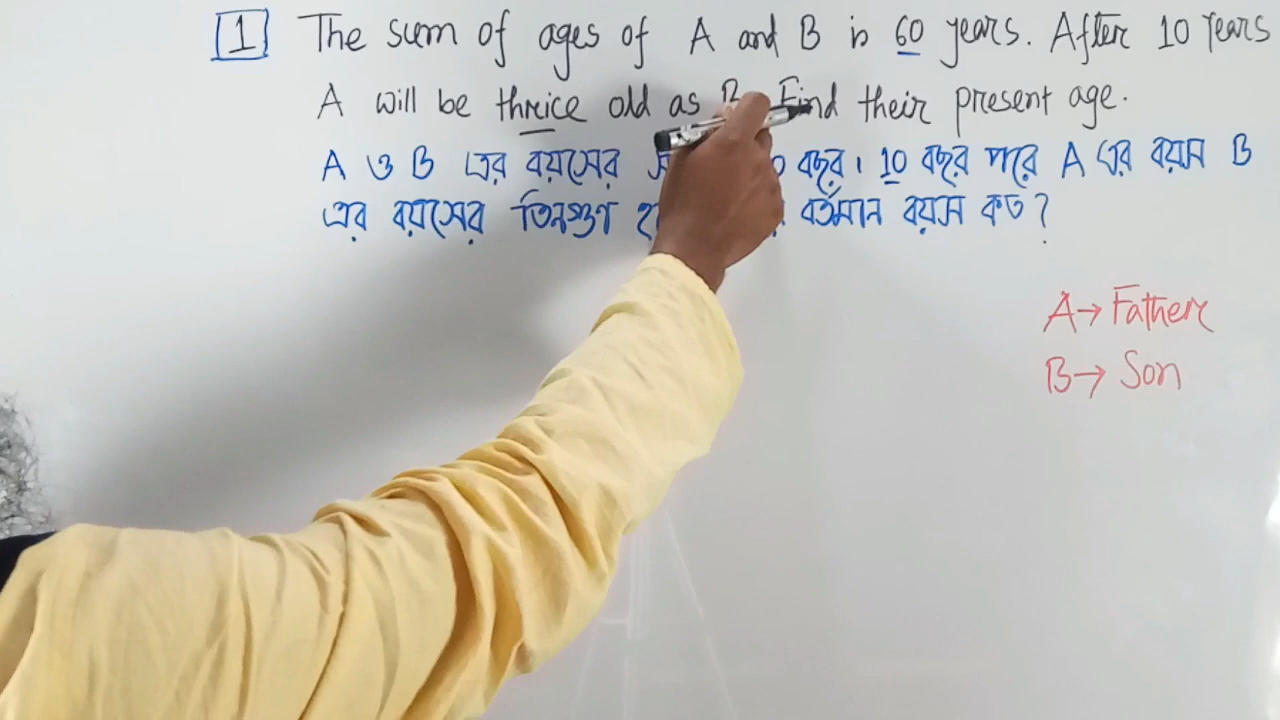 1 The sum of ages of A and B is 60 years. After 10 Years
A will be thrice old as B. Find their present age.
A ও B এর বয়সের বছর। 10 বছর পরে A এর বয়স B
এর বয়সের তিনগুণ বর্তমান বয়স কত?
A→ Father
B→ Son